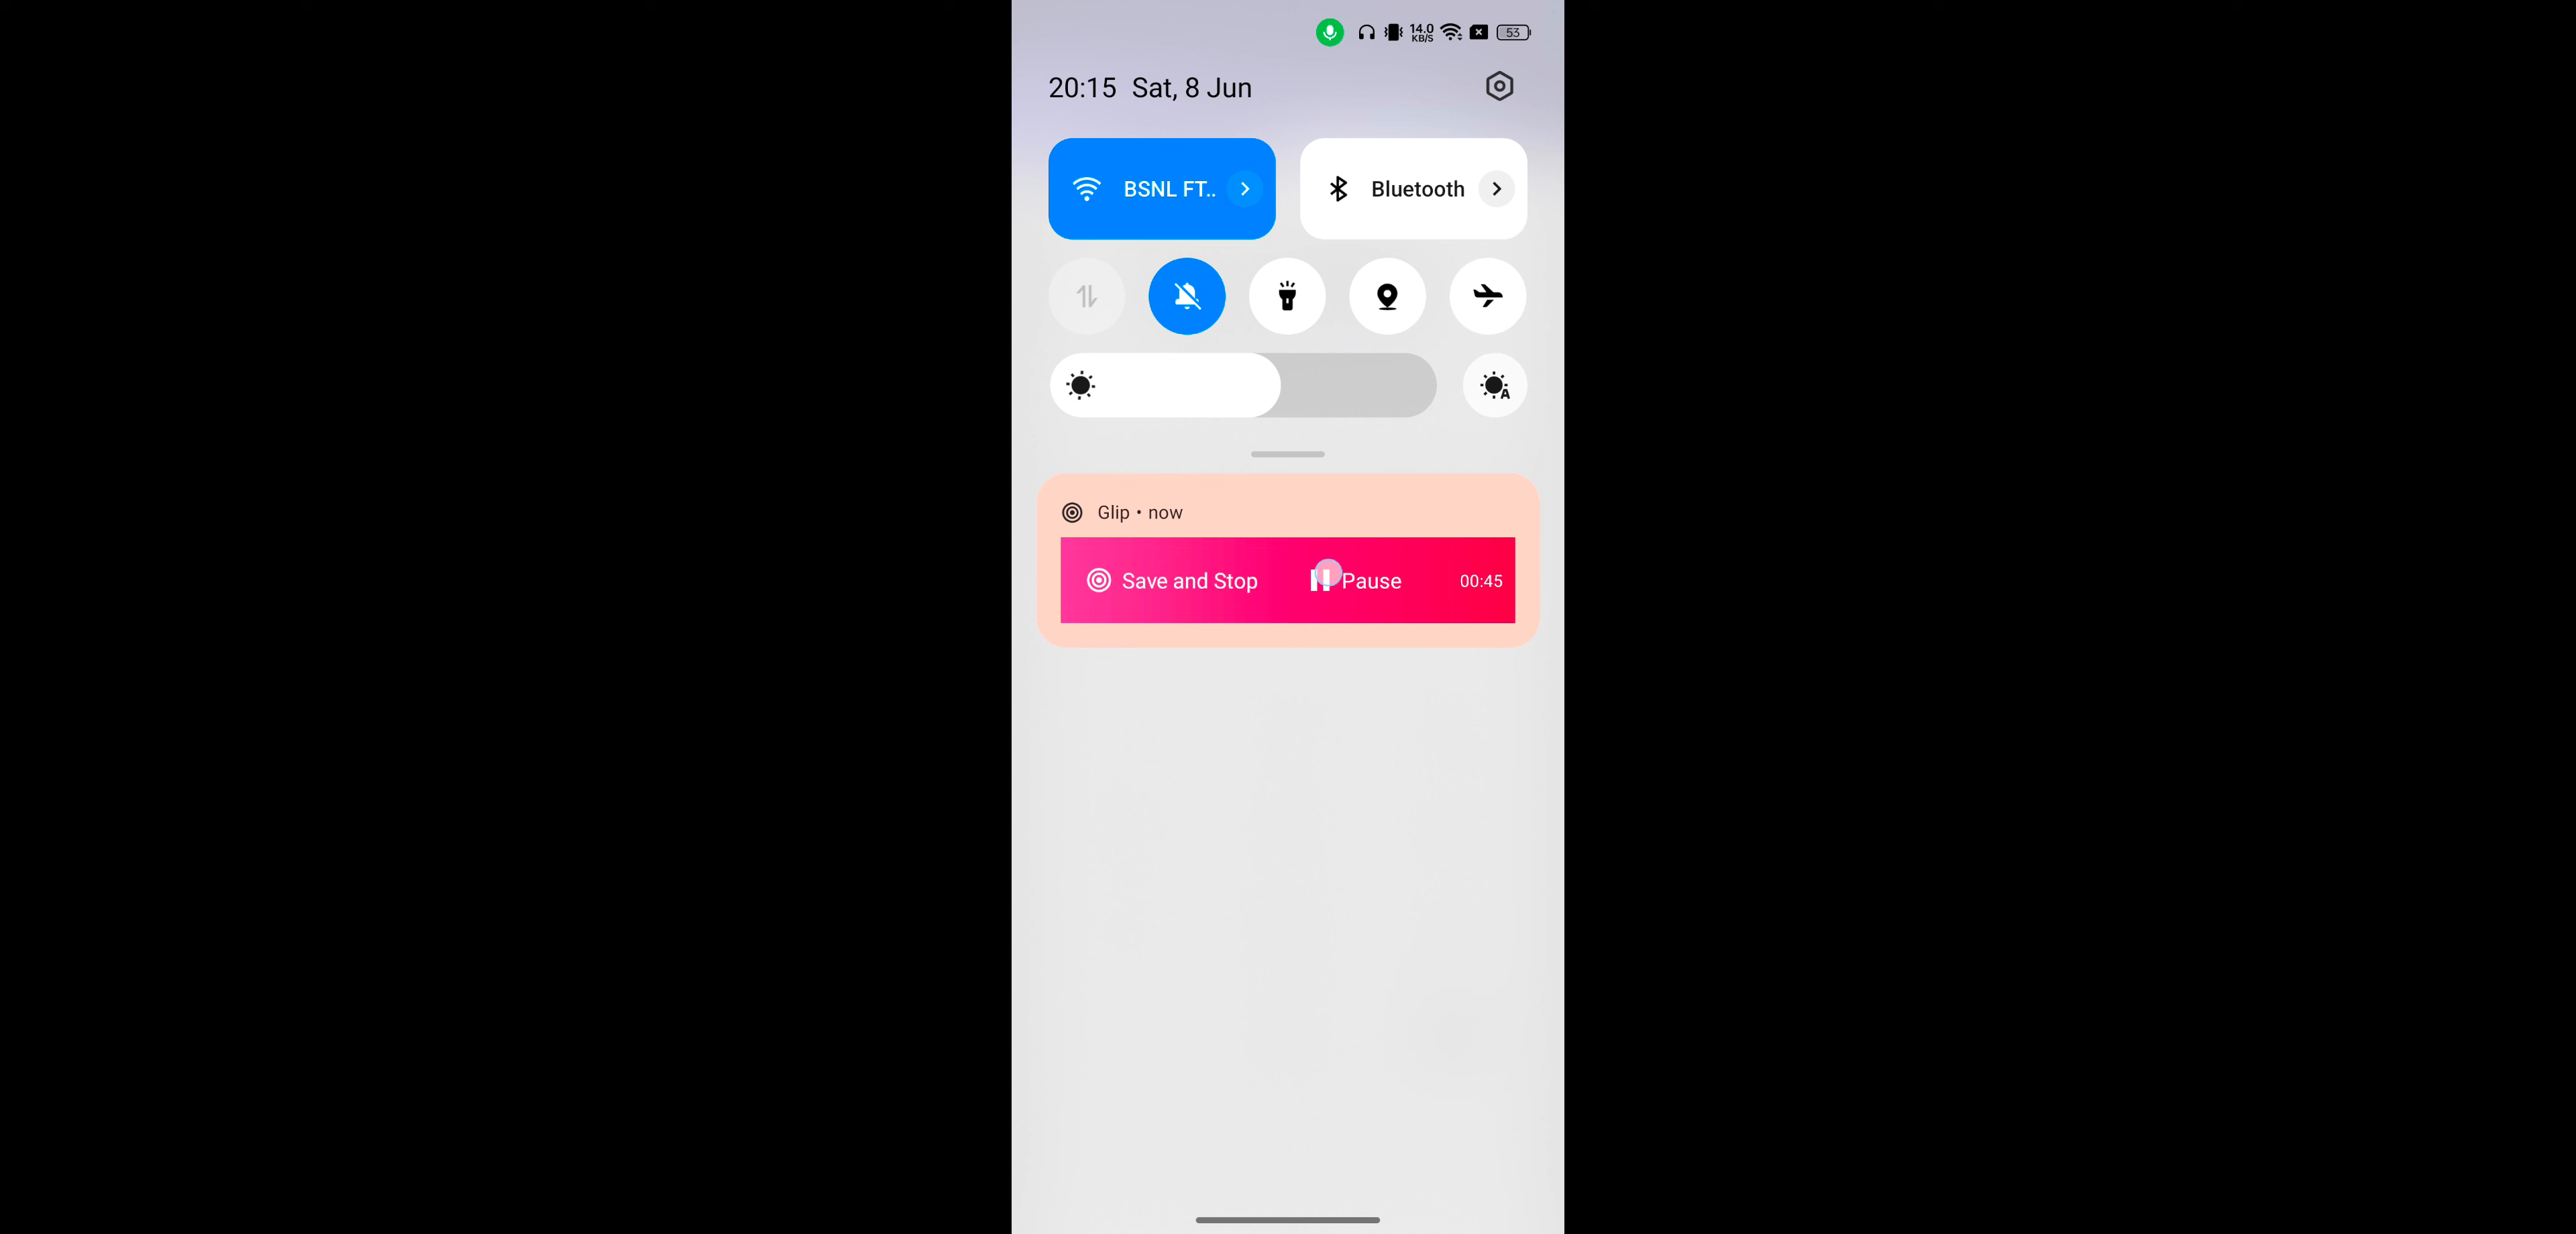 14.0
KB/S
53
20:15 Sat, 8 Jun
BSNL FT.. Bluetooth
A
Glip • now
Save and Stop Pause 00:45